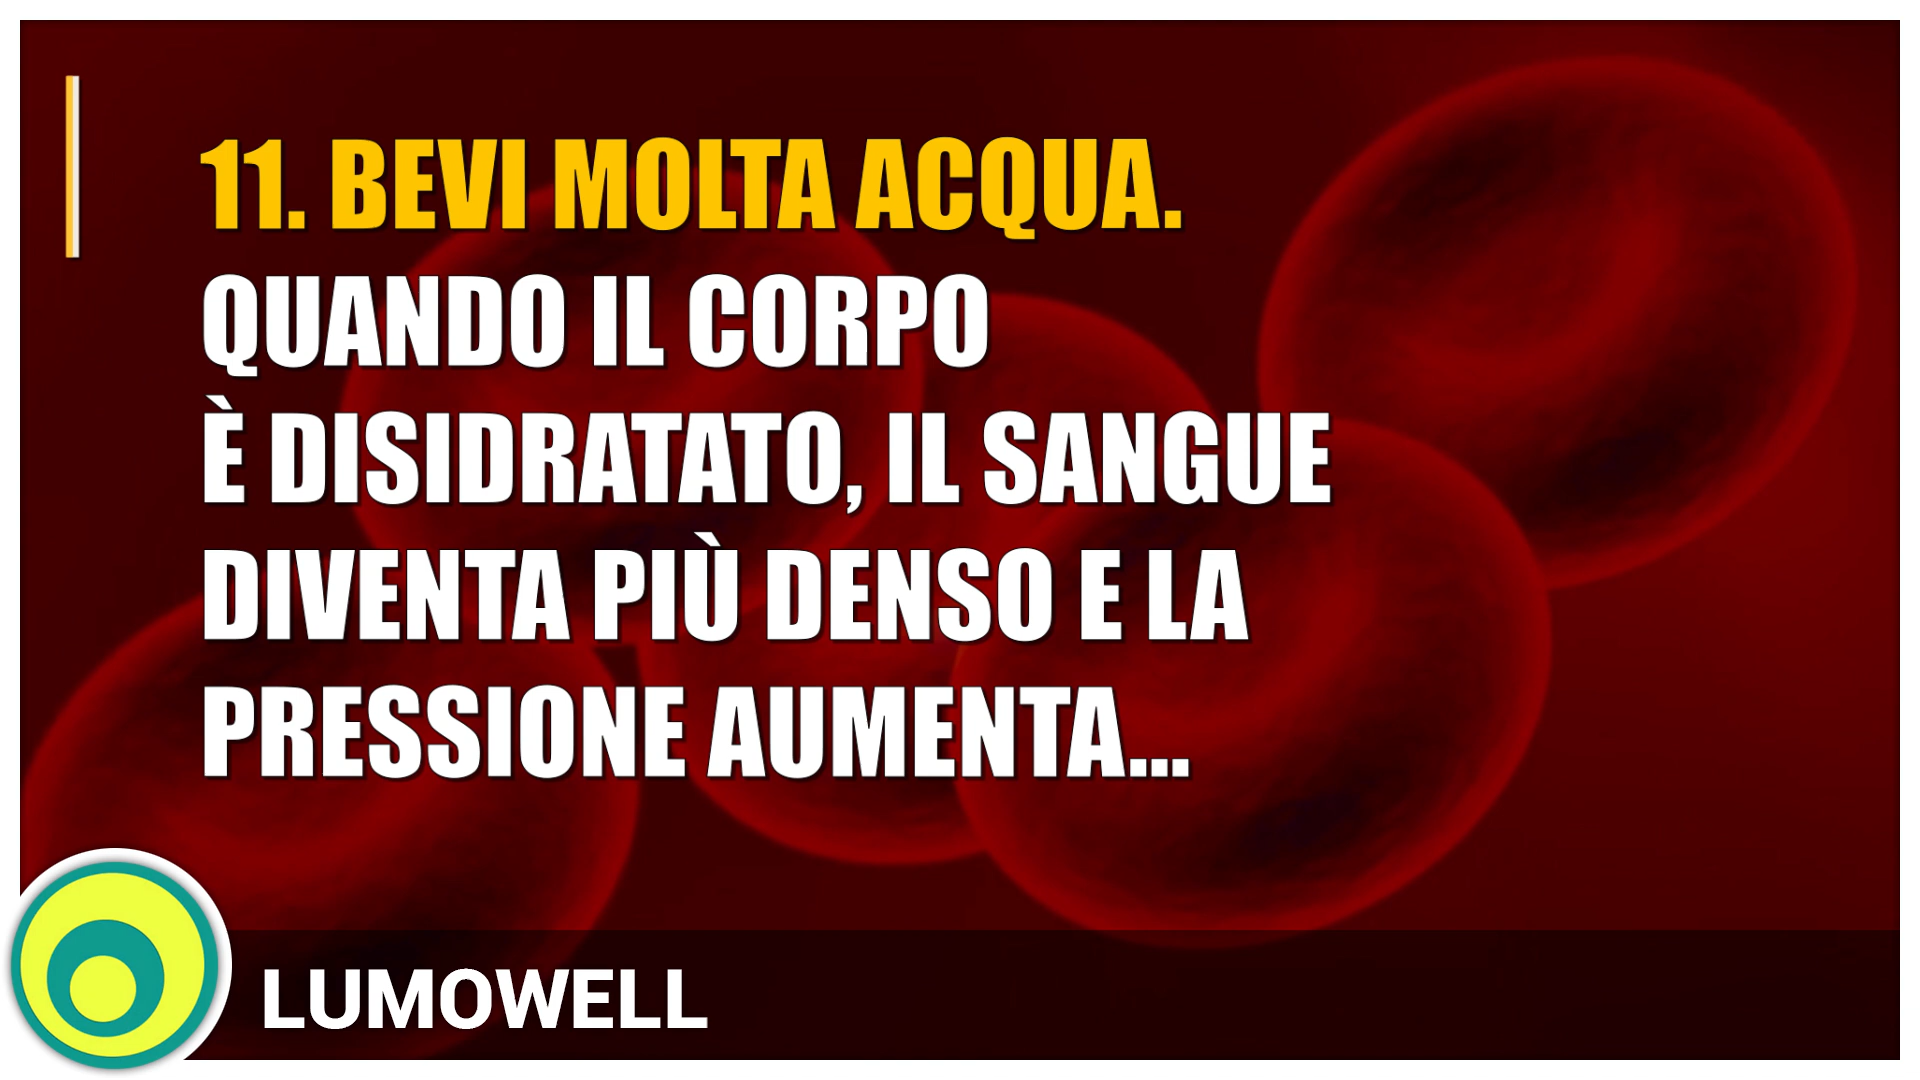 11. BEVI MOLTA ACQUA.
QUANDO IL CORPO
È DISIDRATATO, IL SANGUE
DIVENTA PIÙ DENSO E LA
PRESSIONE AUMENTA...
LUMOWELL